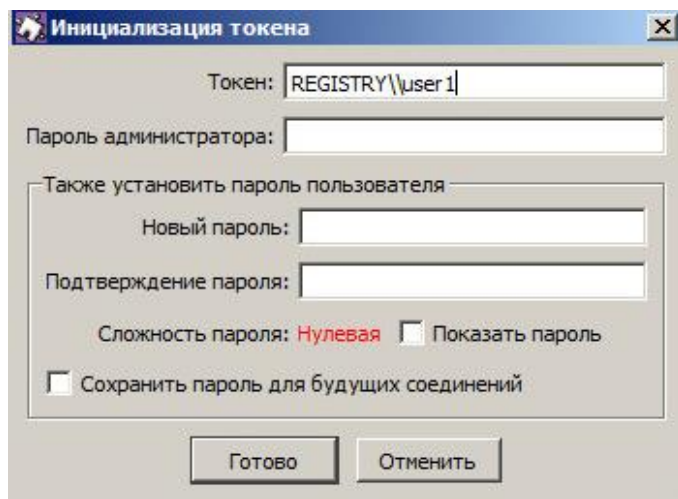 Инициализация токена
Токен: REGISTRY\\user1
Пароль администратора:
Также установить пароль пользователя
Новый пароль:
Подтверждение пароля:
Сложность пароля: Нулевая Показать пароль
Сохранить пароль для будущих соединений
Готово Отменить